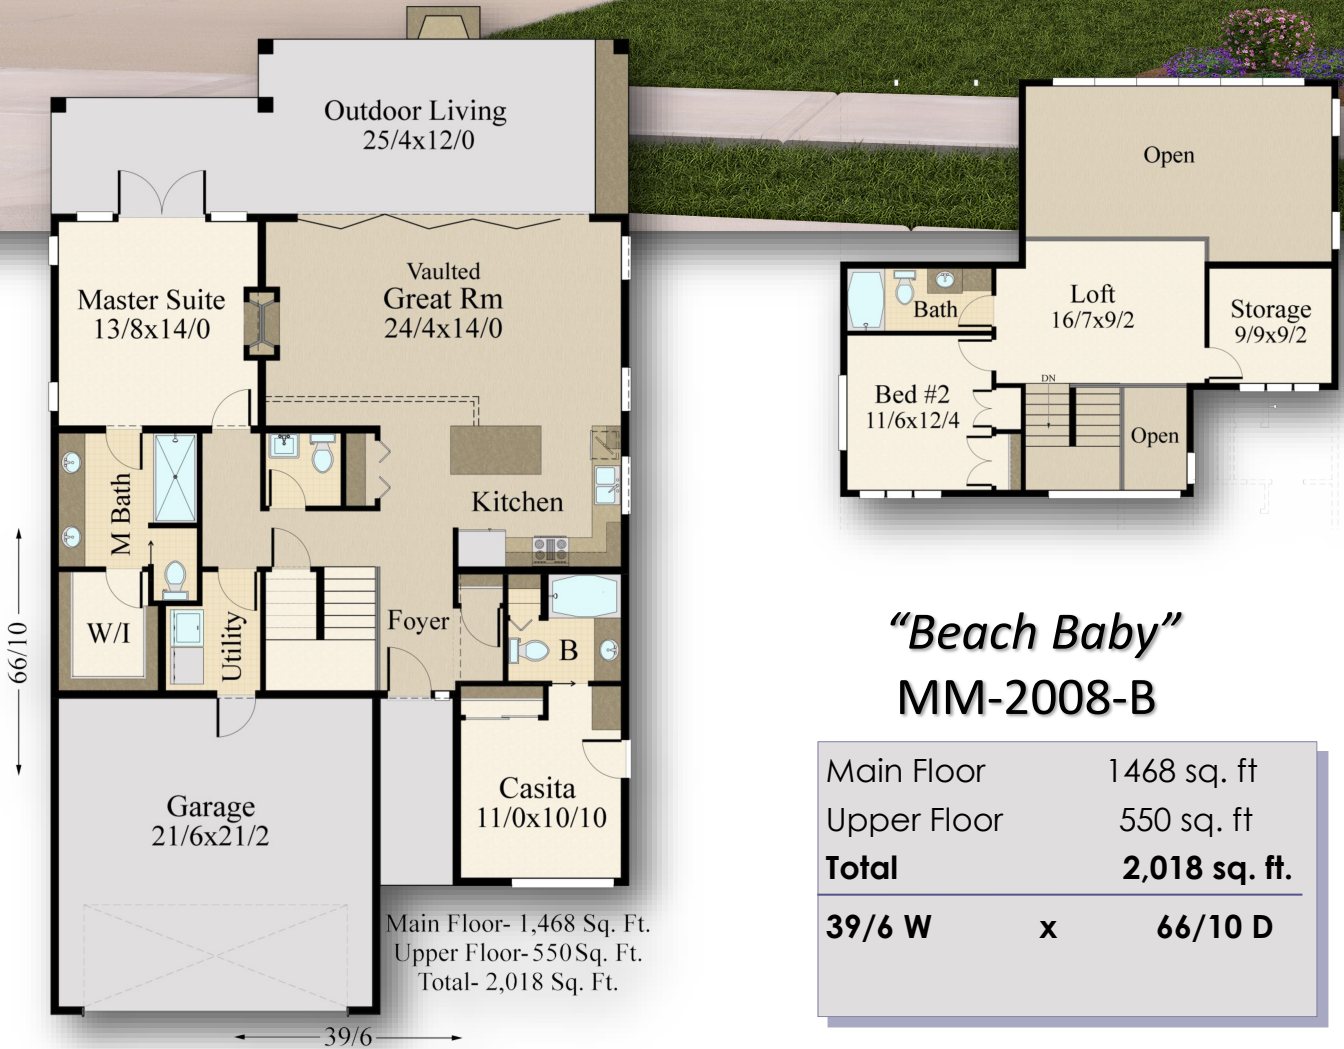 Outdoor Living
25/4x12/0
Master Suite
13/8x14/0
Vaulted
Great Rm
24/4x14/0
Kitchen
M Bath
W/I
Utility
Foyer
B
66/10
Garage
21/6x21/2
Casita
11/0x10/10
Main Floor- 1,468 Sq. Ft.
Upper Floor-550Sq. Ft.
Total- 2,018 Sq. Ft.
39/6
Open
Bath
Loft
16/7x9/2
Storage
9/9x9/2
Bed #2
11/6x12/4
DN
Open
“Beach Baby”
MM-2008-B
Main Floor 1468 sq. ft
Upper Floor 550 sq. ft
Total 2,018 sq. ft.
39/6 W x 66/10 D